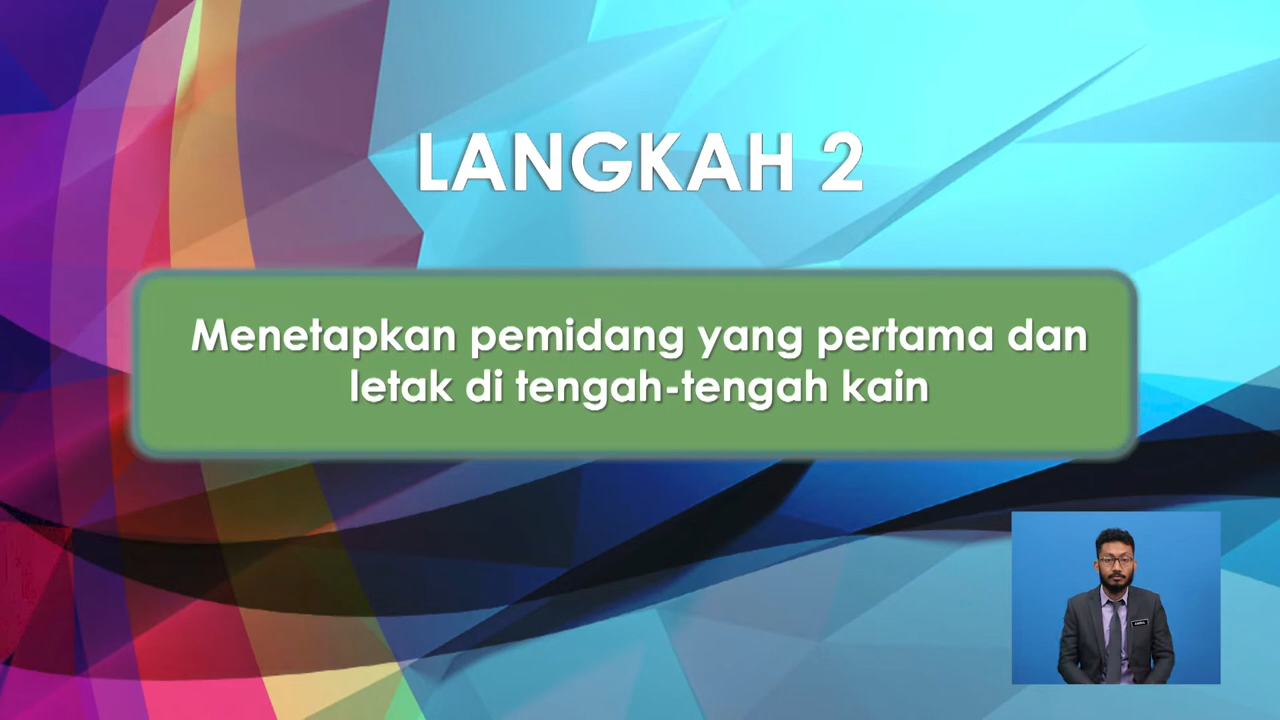 LANGKAH 2
Menetapkan pemidang yang pertama dan
letak di tengah-tengah kain